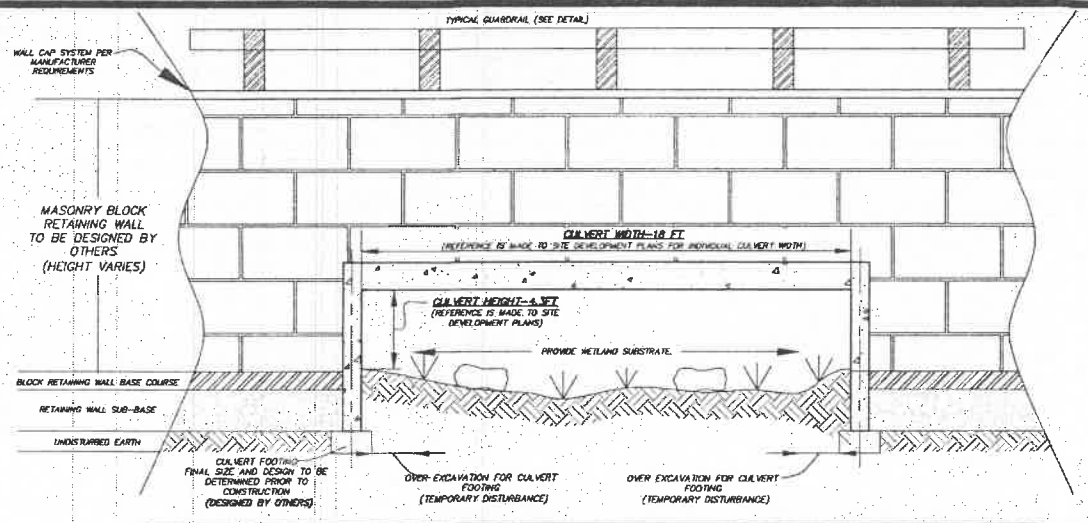 TYPICAL GUARDRAIL (SEE DETAIL)
WALL CAP SYSTEM PER
MANUFACTURER
REQUIREMENTS
MASONRY BLOCK
RETAINING WALL
TO BE DESIGNED BY
OTHERS
(HEIGHT VARIES)
CULVERT WIDTH-18 FT
(REFERENCE IS MADE TO SITE DEVELOPMENT PLANS FOR INDIVIDUAL CULVERT WIDTH)
CULVERT HEIGHT-4.3FT
(REFERENCE IS MADE TO SITE
DEVELOPMENT PLANS)
PROVIDE WETLAND SUBSTRATE.
BLOCK RETAINING WALL BASE COURSE
RETAINING WALL SUB-BASE
UNDISTURBED EARTH
CULVERT FOOTING
FINAL SIZE AND DESIGN TO BE
DETERMINED PRIOR TO
CONSTRUCTION
(DESIGNED BY OTHERS)
OVER-EXCAVATION FOR CULVERT
FOOTING
(TEMPORARY DISTURBANCE)
OVER EXCAVATION FOR CULVERT
FOOTING
(TEMPORARY DISTURBANCE)